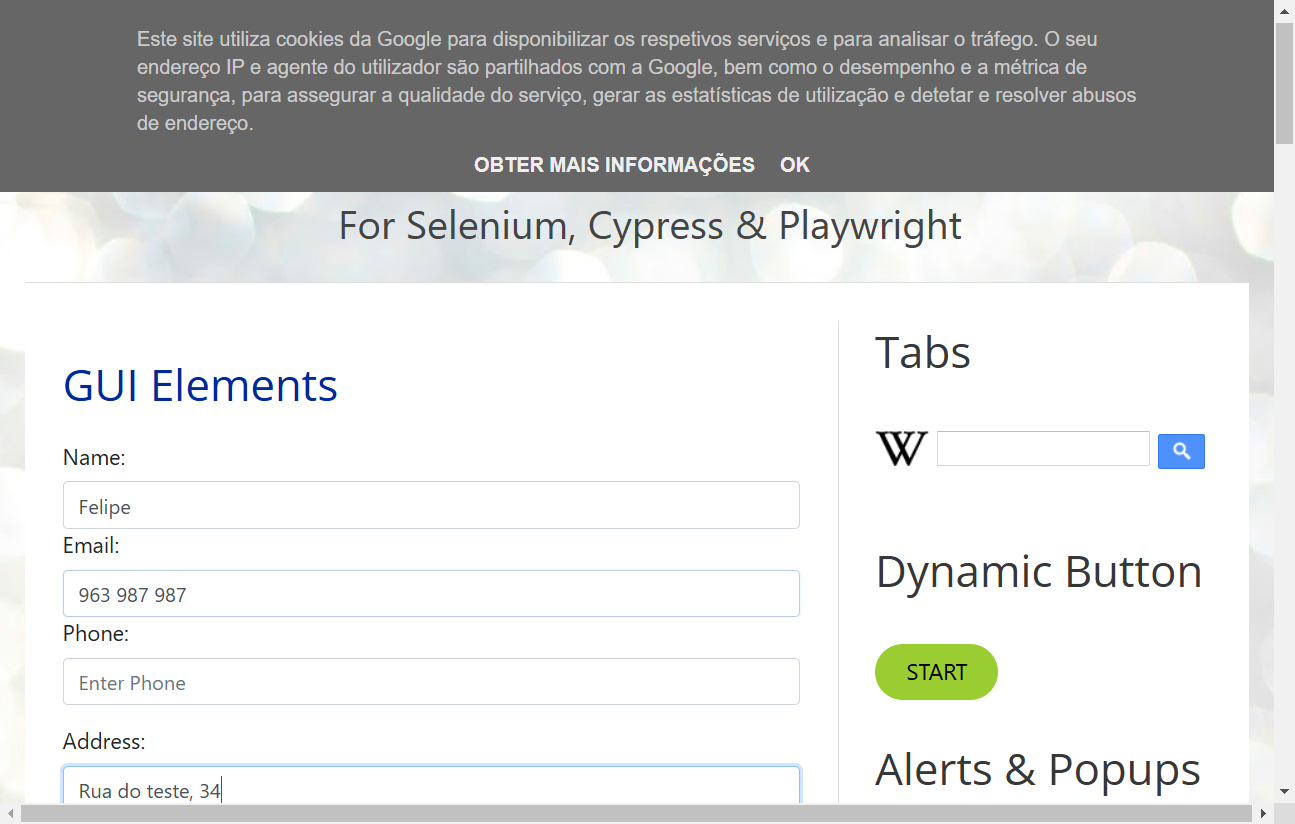 Este site utiliza cookies da Google para disponibilizar os respetivos serviços e para analisar o tráfego. O seu
endereço IP e agente do utilizador são partilhados com a Google, bem como o desempenho e a métrica de
segurança, para assegurar a qualidade do serviço, gerar as estatísticas de utilização e detetar e resolver abusos
de endereço.
OBTER MAIS INFORMAÇÕES OK
For Selenium, Cypress & Playwright
GUI Elements
Name:
Felipe
Email:
963 987 987
Phone:
Enter Phone
Address:
Rua do teste, 34
Tabs
W
Dynamic Button
START
Alerts & Popups